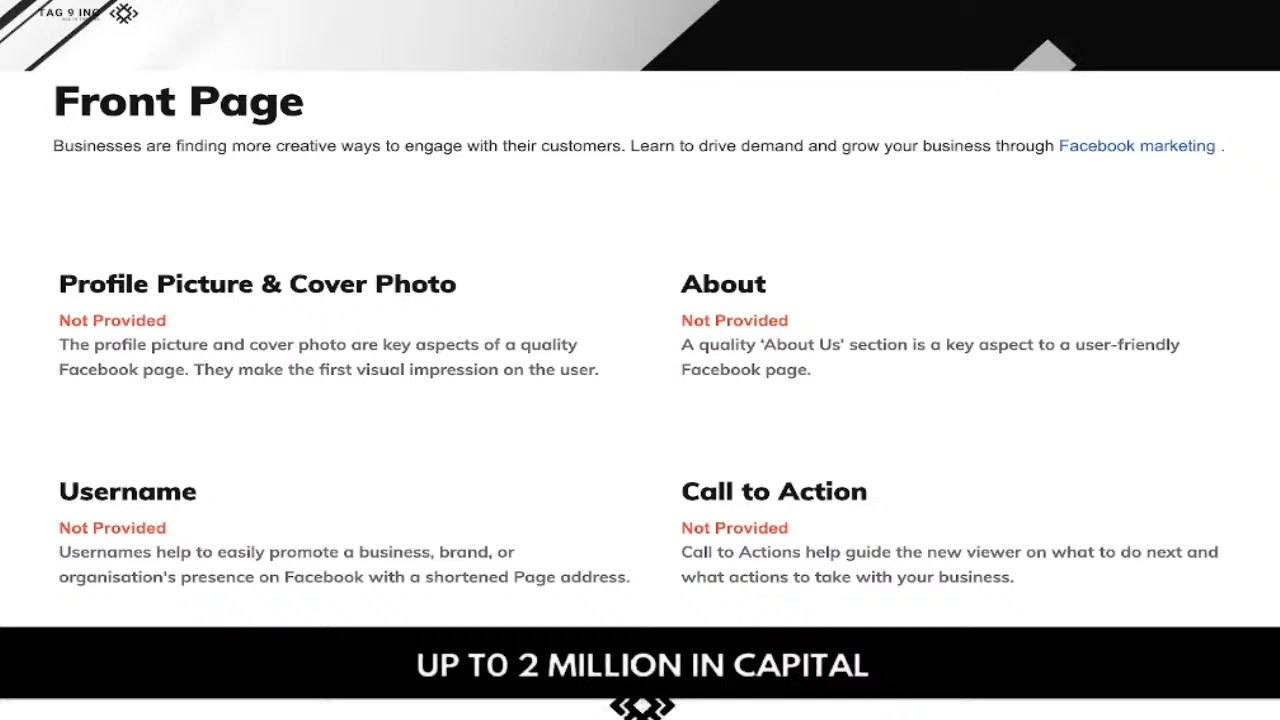 TAG 9 INC
Front Page
Businesses are finding more creative ways to engage with their customers. Learn to drive demand and grow your business through Facebook marketing .
Profile Picture & Cover Photo
Not Provided
The profile picture and cover photo are key aspects of a quality
Facebook page. They make the first visual impression on the user.
About
Not Provided
A quality ‘About Us’ section is a key aspect to a user-friendly
Facebook page.
Username
Not Provided
Usernames help to easily promote a business, brand, or
organisation's presence on Facebook with a shortened Page address.
Call to Action
Not Provided
Call to Actions help guide the new viewer on what to do next and
what actions to take with your business.
UP TO 2 MILLION IN CAPITAL